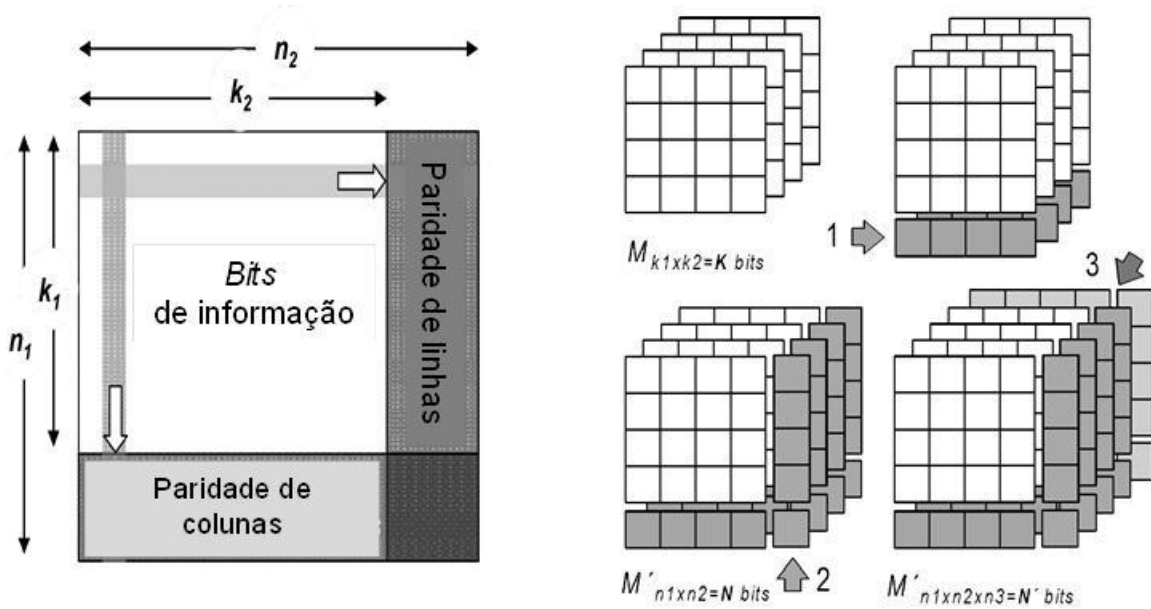 n₂
k₂
k₁
n₁
Bits
de informação
Paridade de linhas
Paridade de
colunas
M k1xk2=K bits
1
3
M´ n1xn2=N bits
2
M´ n1xn2xn3=N´ bits